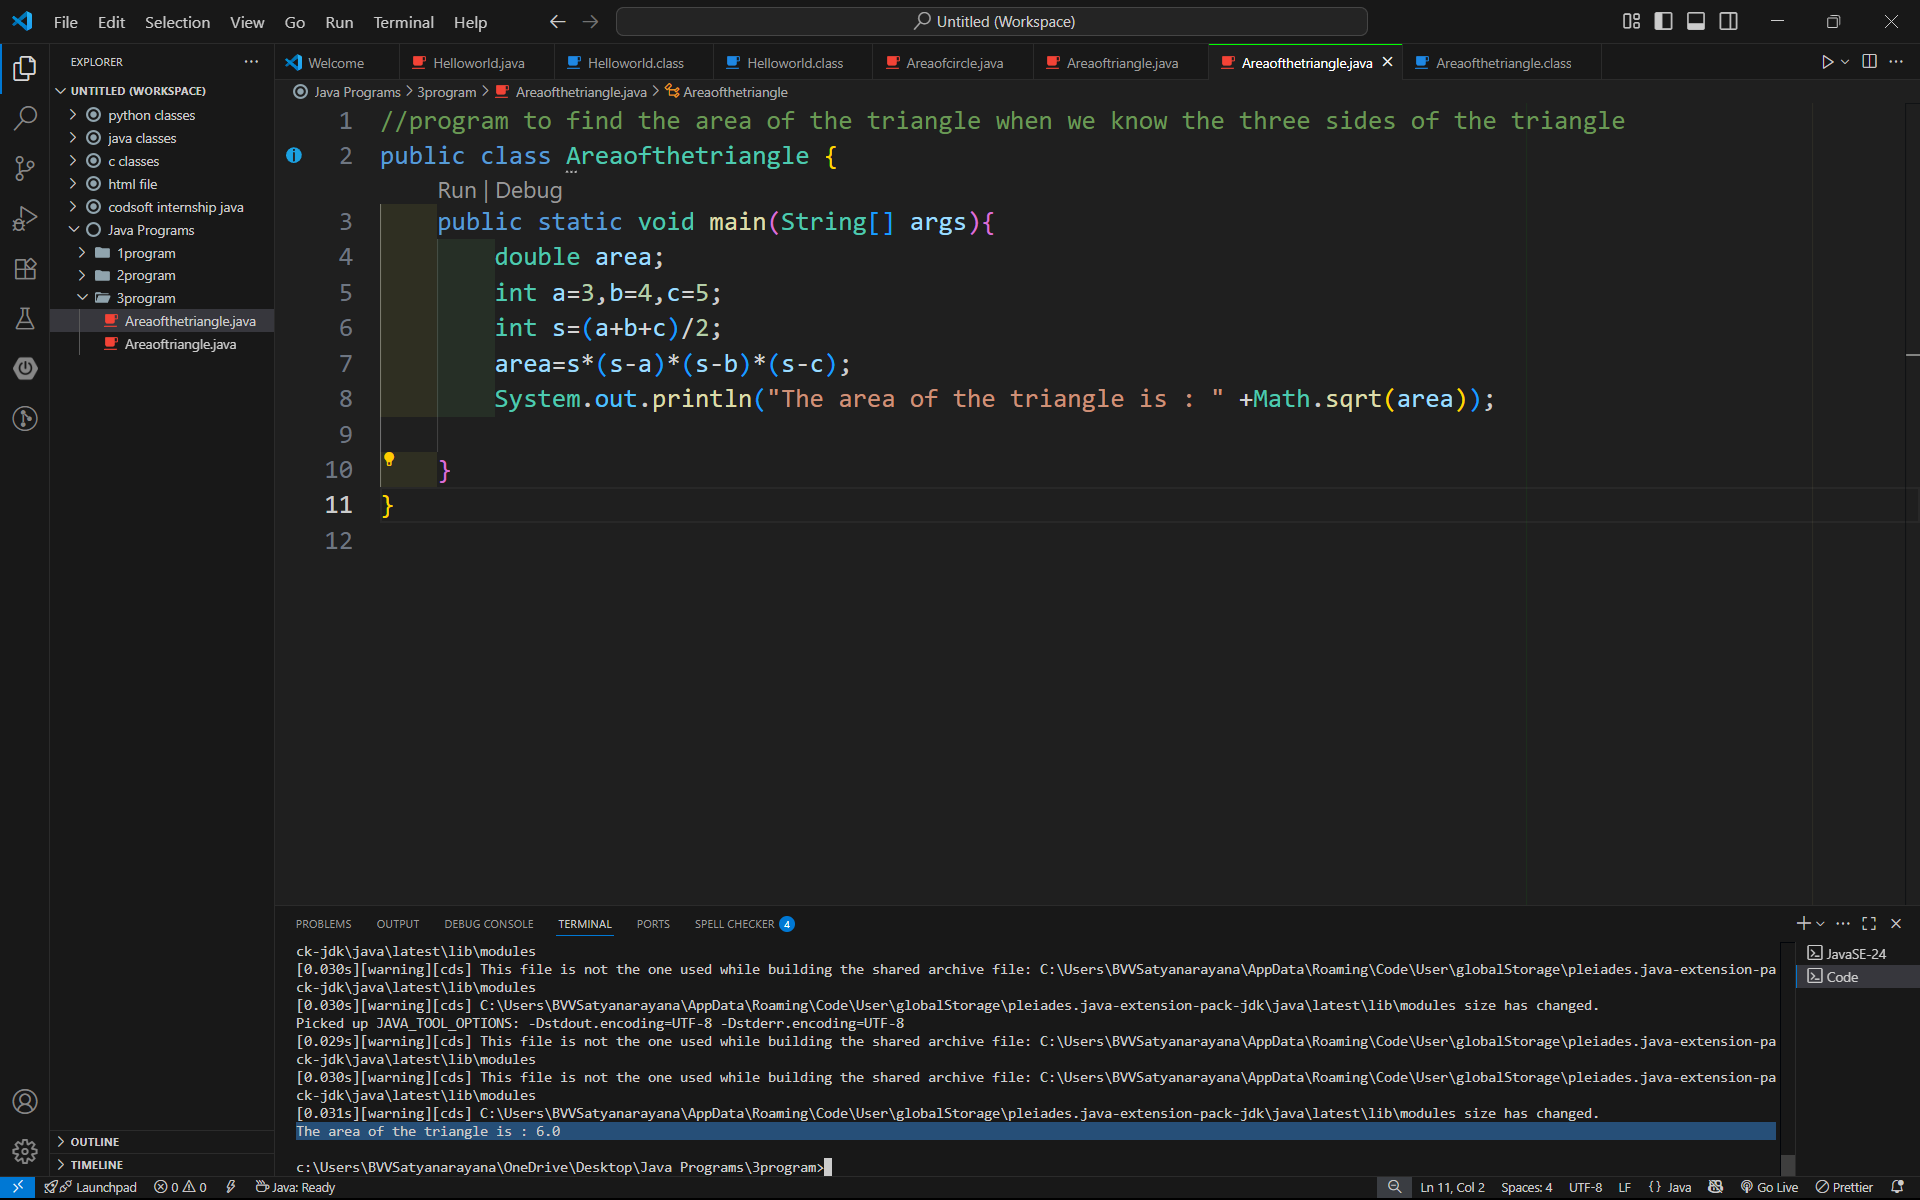 File Edit Selection View Go Run Terminal Help
Untitled (Workspace)
EXPLORER
Welcome Helloworld.java Helloworld.class Helloworld.class Areaofcircle.java Areaoftriangle.java Areaofthetriangle.java Areaofthetriangle.class
UNTITLED (WORKSPACE)
python classes
java classes
c classes
html file
codsoft internship java
Java Programs
1program
2program
3program
Areaofthetriangle.java
Areaoftriangle.java
OUTLINE
TIMELINE
Java Programs > 3program > Areaofthetriangle.java > Areaofthetriangle
1 //program to find the area of the triangle when we know the three sides of the triangle
2 public class Areaofthetriangle {
Run | Debug
3 public static void main(String[] args){
4 double area;
5 int a=3,b=4,c=5;
6 int s=(a+b+c)/2;
7 area=s*(s-a)*(s-b)*(s-c);
8 System.out.println("The area of the triangle is : " +Math.sqrt(area));
9
10 }
11 }
12
PROBLEMS OUTPUT DEBUG CONSOLE TERMINAL PORTS SPELL CHECKER 4
ck-jdk\java\latest\lib\modules
[0.030s][warning][cds] This file is not the one used while building the shared archive file: C:\Users\BVVSatyanarayana\AppData\Roaming\Code\User\globalStorage\pleiades.java-extension-pa
ck-jdk\java\latest\lib\modules
[0.030s][warning][cds] C:\Users\BVVSatyanarayana\AppData\Roaming\Code\User\globalStorage\pleiades.java-extension-pack-jdk\java\latest\lib\modules size has changed.
Picked up JAVA_TOOL_OPTIONS: -Dstdout.encoding=UTF-8 -Dstderr.encoding=UTF-8
[0.029s][warning][cds] This file is not the one used while building the shared archive file: C:\Users\BVVSatyanarayana\AppData\Roaming\Code\User\globalStorage\pleiades.java-extension-pa
ck-jdk\java\latest\lib\modules
[0.030s][warning][cds] This file is not the one used while building the shared archive file: C:\Users\BVVSatyanarayana\AppData\Roaming\Code\User\globalStorage\pleiades.java-extension-pa
ck-jdk\java\latest\lib\modules
[0.031s][warning][cds] C:\Users\BVVSatyanarayana\AppData\Roaming\Code\User\globalStorage\pleiades.java-extension-pack-jdk\java\latest\lib\modules size has changed.
The area of the triangle is : 6.0
c:\Users\BVVSatyanarayana\OneDrive\Desktop\Java Programs\3program>
JavaSE-24
Code
Launchpad 0 0 Java: Ready
Ln 11, Col 2 Spaces: 4 UTF-8 LF {} Java Go Live Prettier